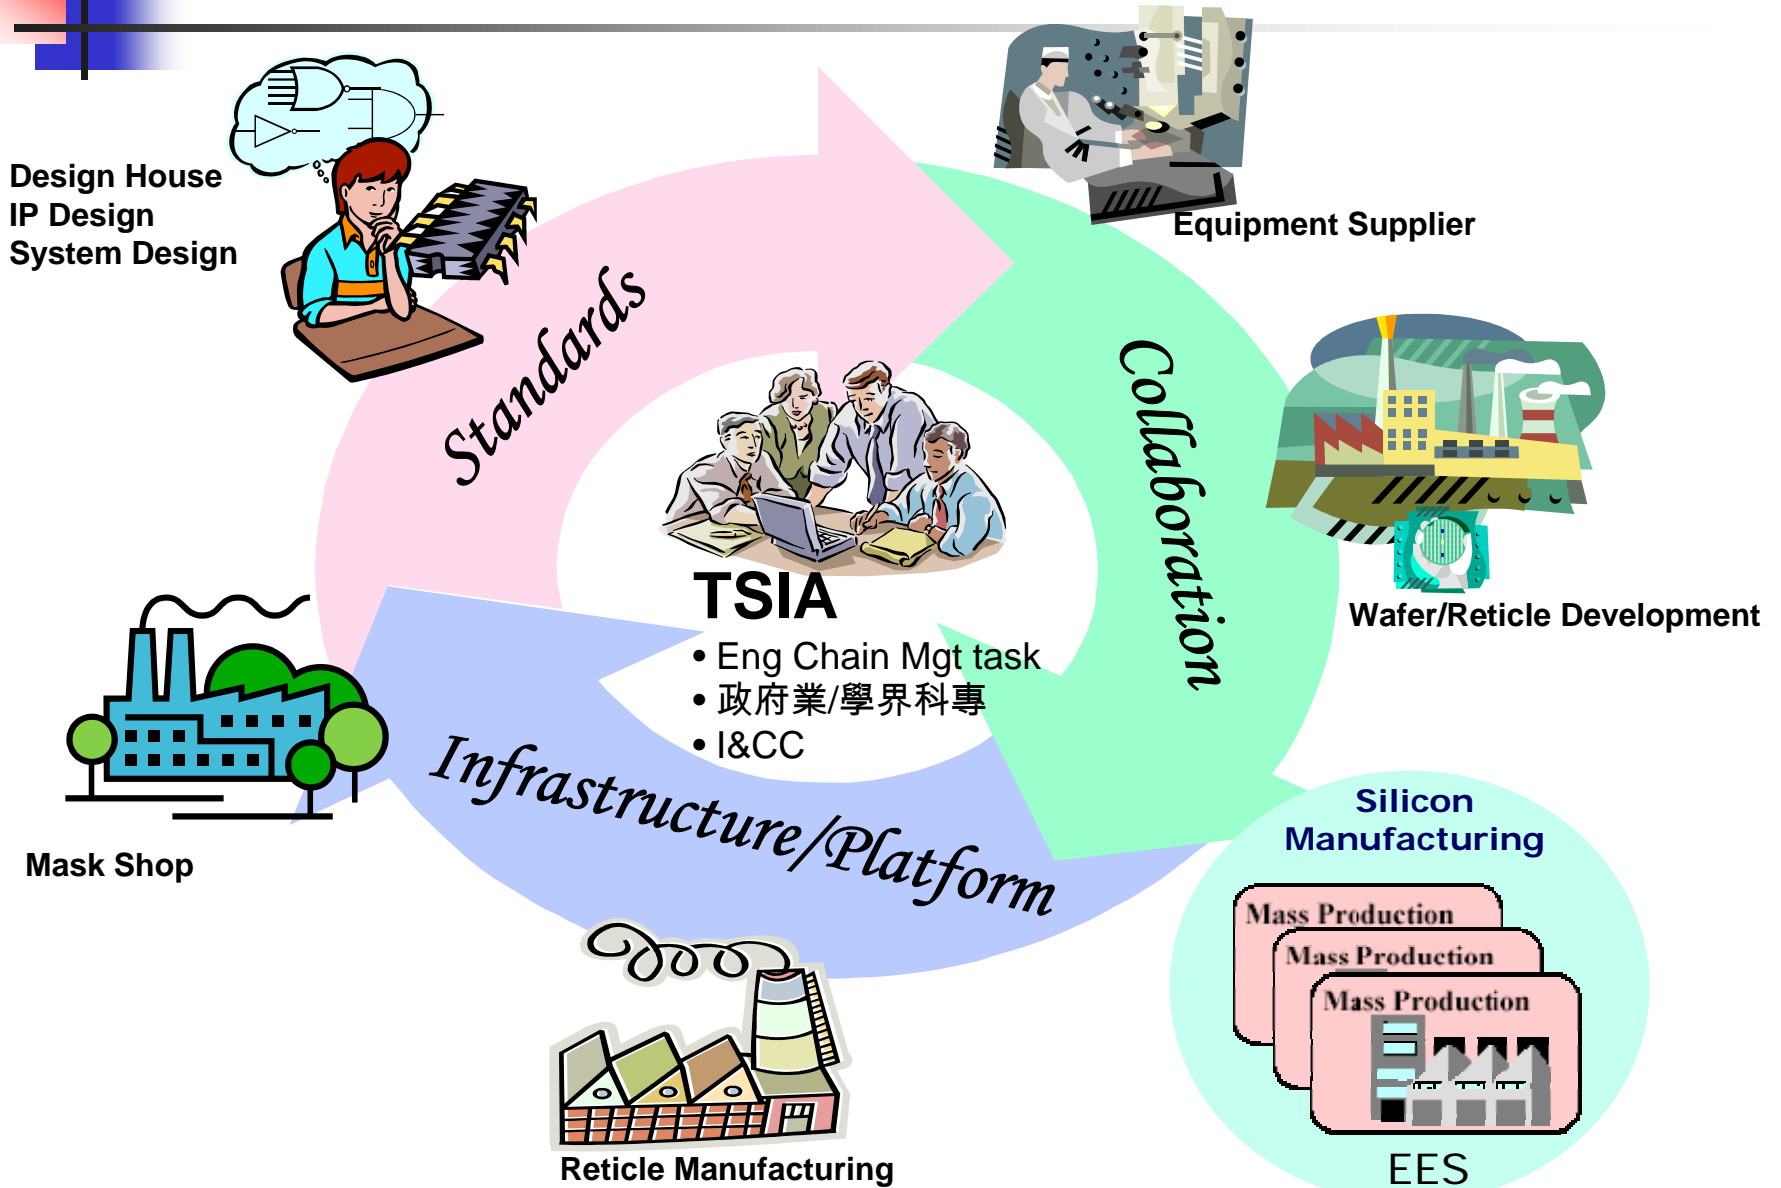 Design House
IP Design
System Design
Equipment Supplier
Standards
Collaboration
Wafer/Reticle Development
TSIA
• Eng Chain Mgt task
• 政府業/學界科專
• I&CC
Infrastructure/Platform
Mask Shop
Silicon
Manufacturing
Mass Production
Mass Production
Mass Production
EES
Reticle Manufacturing